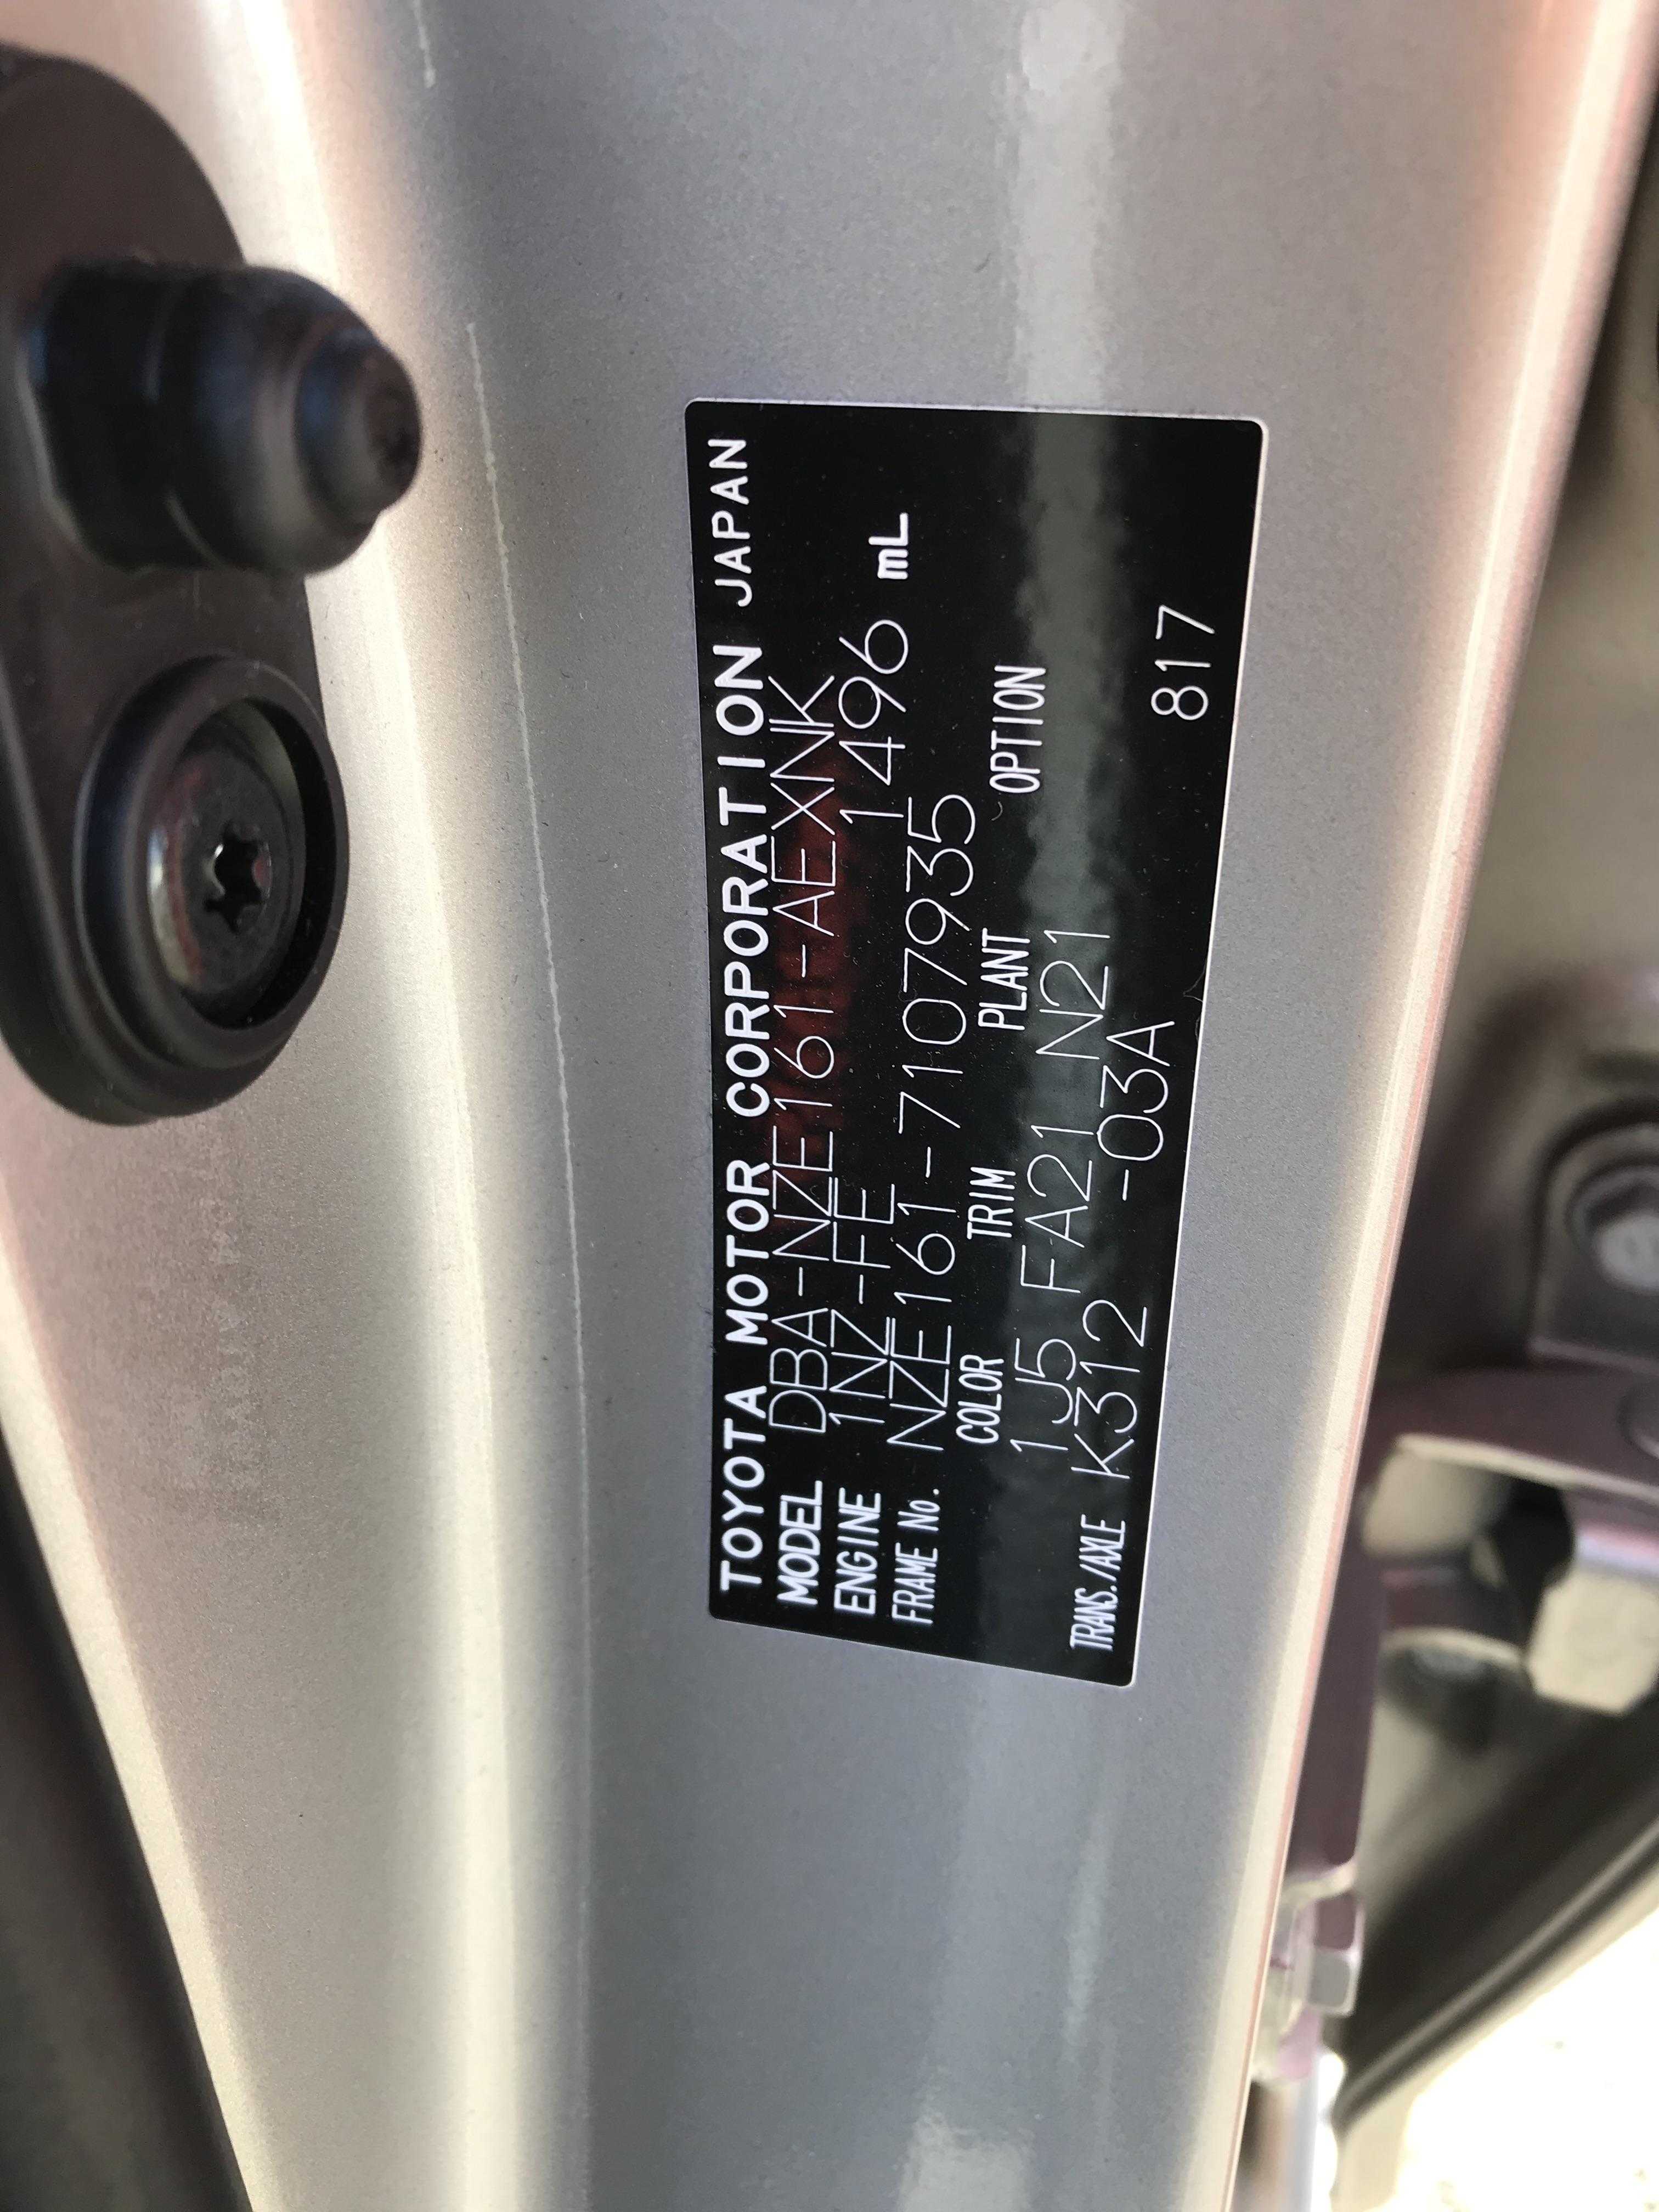 TOYOTA MOTOR CORPORATION JAPAN
MODEL DBA-NZE161-AEXNK
ENGINE 1NZ-FE 1496 mL
FRAME No. NZE161-7107935
COLOR TRIM PLANT OPTION
1J5 FA21 N21
TRANS./AXLE K312 -03A
817